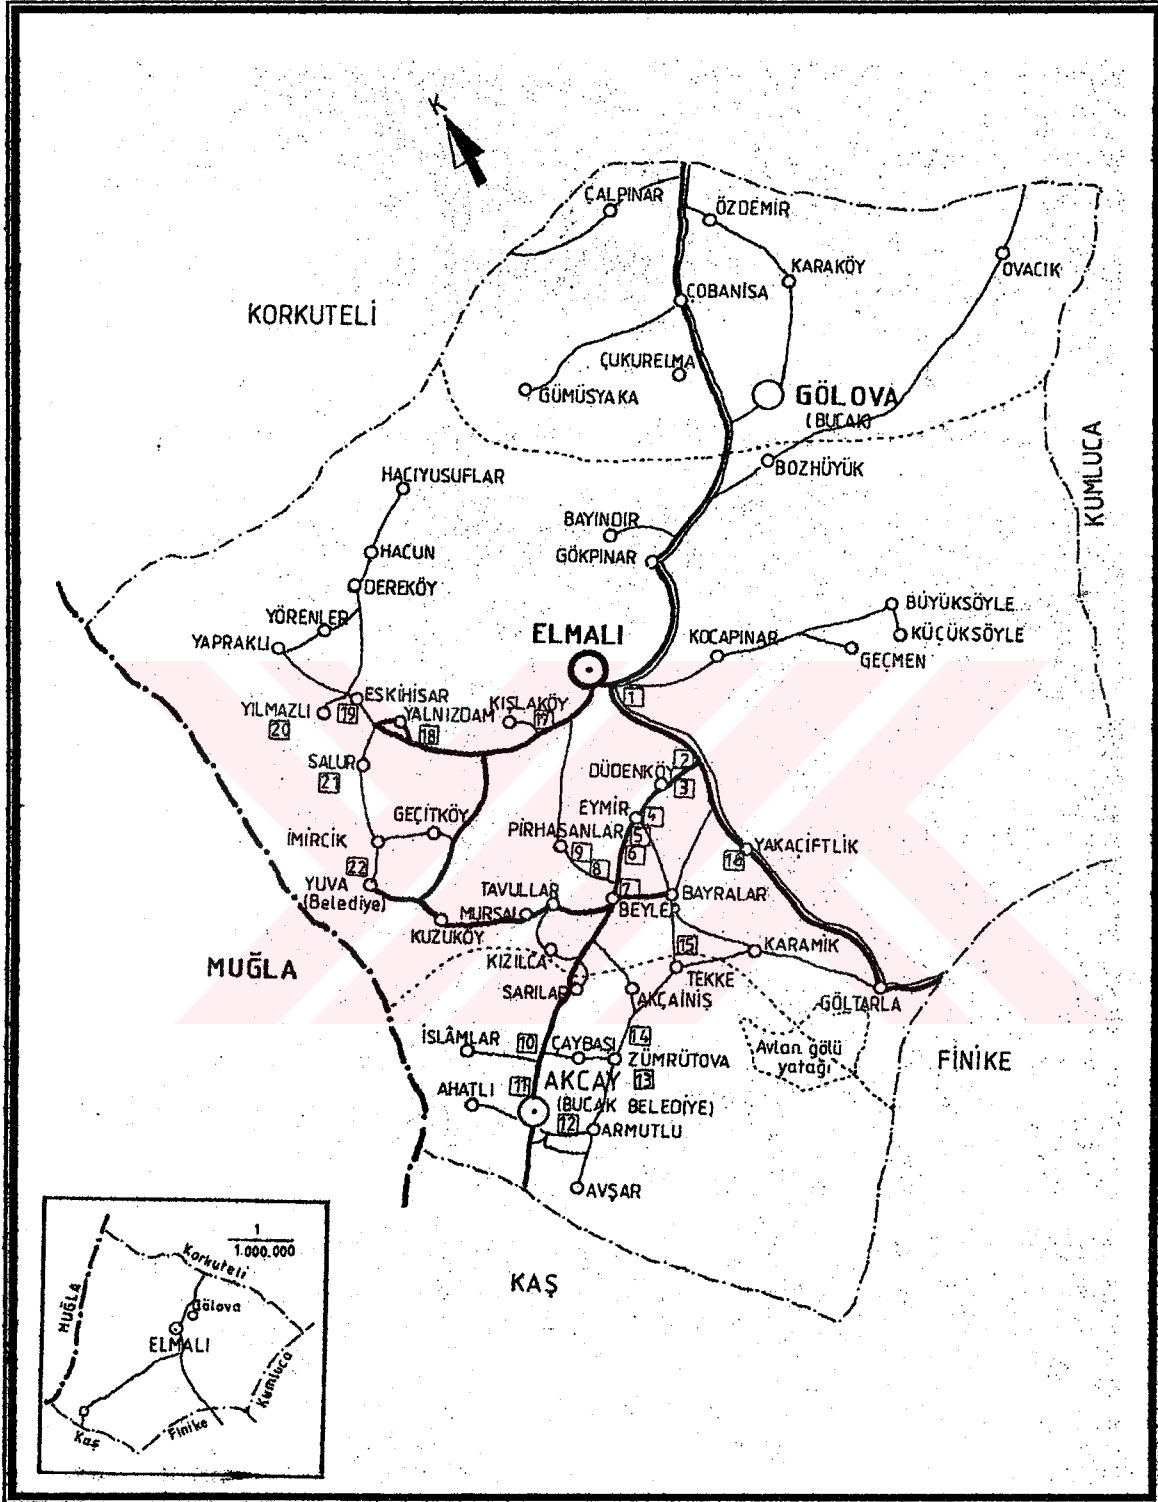 K
ÇALPINAR
ÖZDEMİR
KARAKÖY
OVACIK
ÇOBANİSA
KORKUTELİ
ÇUKURELMA
GÜMÜSYAKA
GÖLOVA
(BUCAK)
KUMLUCA
BOZHÜYÜK
HACIYUSUFLAR
BAYINDIR
HACUN
GÖKPINAR
DEREKÖY
BÜYÜKSÖYLE
YÖRENLER
ELMALI
KOCAPINAR
KÜÇÜKSÖYLE
YAPRAKLI
GEÇMEN
1
ESKİHİSAR
KIŞLAKÖY
YILMAZLI
19
YALNIZDAM
17
20
18
SALUR
2
DÜDENKÖY
21
3
EYMİR
4
GEÇİTKÖY
PİRHASANLAR
5
İMİRCİK
9
6
YAKAÇİFTLİK
16
22
8
YUVA
(Belediye)
TAVULLAR
7
BAYRALAR
MURSAL
BEYLER
KUZUKÖY
15
KARAMİK
MUĞLA
KIZILCA
TEKKE
SARILAR
AKÇAİNİŞ
GÖLTARLA
İSLÂMLAR
10
ÇAYBAŞI
14
Avlan gölü
yatağı
ZÜMRÜTOVA
FİNİKE
11
AKCAY
13
AHATLI
(BUCAK BELEDİYE)
12
ARMUTLU
AVŞAR
KAŞ
1
1.000.000
Korkuteli
MUĞLA
Gölova
ELMALI
Kumluca
Finike
Kaş